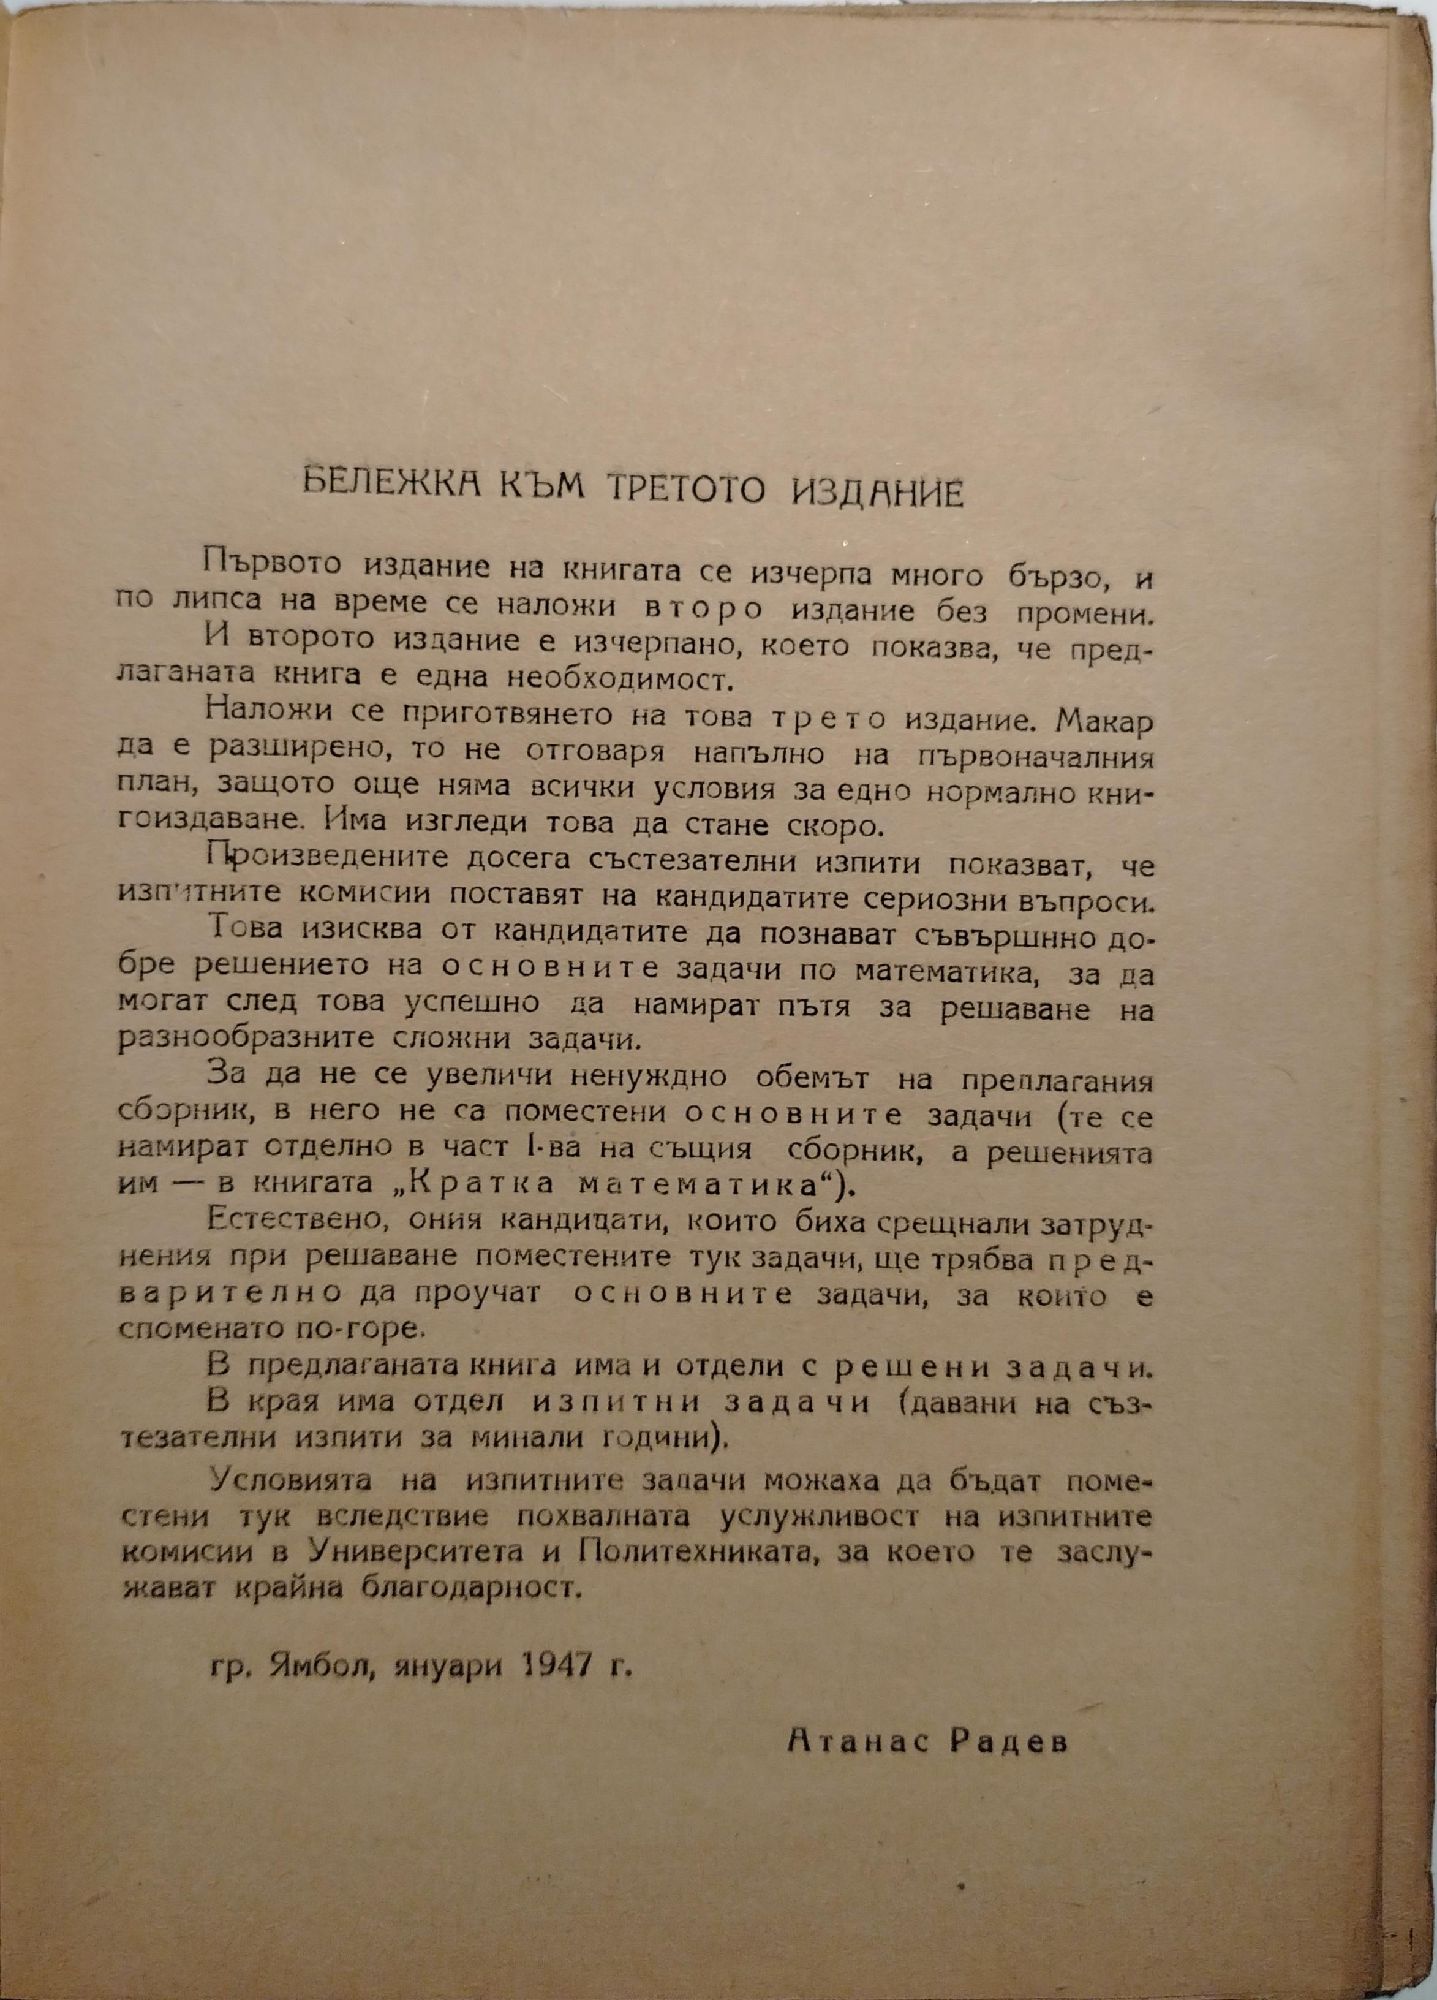 БЕЛЕЖКА КЪМ ТРЕТОТО ИЗДАНИЕ
Първото издание на книгата се изчерпа много бързо, и
по липса на време се наложи второ издание без промени.
И второто издание е изчерпано, което показва, че пред-
лаганата книга е една необходимост.
Наложи се приготвянето на това трето издание. Макар
да е разширено, то не отговаря напълно на първоначалния
план, защото още няма всички условия за едно нормално кни-
гоиздаване. Има изгледи това да стане скоро.
Произведените досега състезателни изпити показват, че
изпитните комисии поставят на кандидатите сериозни въпроси.
Това изисква от кандидатите да познават съвършнно до-
бре решението на основните задачи по математика, за да
могат след това успешно да намират пътя за решаване на
разнообразните сложни задачи.
За да не се увеличи ненуждно обемът на преплагания
сборник, в него не са поместени основните задачи (те се
намират отделно в част I-ва на същия сборник, а решенията
им — в книгата „Кратка математика“).
Естествено, ония кандидати, които биха срещнали затруд-
нения при решаване поместените тук задачи, ще трябва пред-
варително да проучат основните задачи, за които е
споменато по-горе.
В предлаганата книга има и отдели с решени задачи.
В края има отдел изпитни задачи (давани на със-
тезателни изпити за минали години).
Условията на изпитните задачи можаха да бъдат поме-
стени тук вследствие похвалната услужливост на изпитните
комисии в Университета и Политехниката, за което те заслу-
жават крайна благодарност.
гр. Ямбол, януари 1947 г.
Атанас Радев